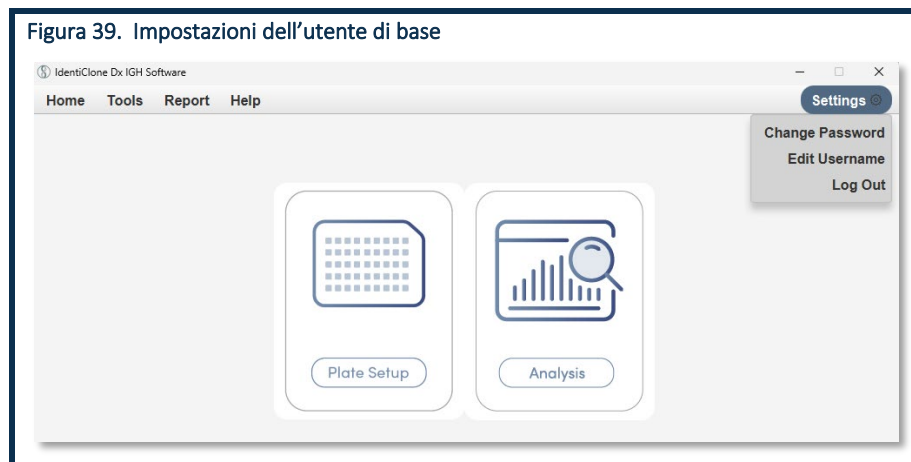 Figura 39. Impostazioni dell’utente di base
IdentiClone Dx IGH Software
Home Tools Report Help Settings
Change Password
Edit Username
Log Out
Plate Setup Analysis